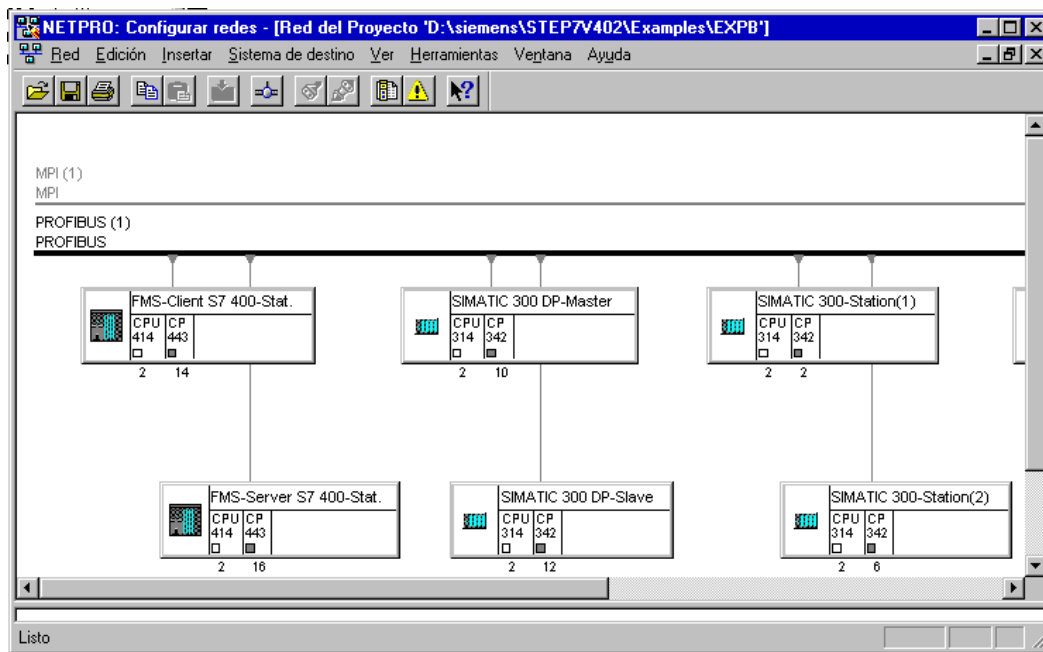 NETPRO: Configurar redes - [Red del Proyecto 'D:\siemens\STEP7V402\Examples\EXPB']
Red Edición Insertar Sistema de destino Ver Herramientas Ventana Ayuda
MPI (1)
MPI
PROFIBUS (1)
PROFIBUS
FMS-Client S7 400-Stat.
CPU CP
414 443
2 14
SIMATIC 300 DP-Master
CPU CP
314 342
2 10
SIMATIC 300-Station(1)
CPU CP
314 342
2 2
FMS-Server S7 400-Stat.
CPU CP
414 443
2 16
SIMATIC 300 DP-Slave
CPU CP
314 342
2 12
SIMATIC 300-Station(2)
CPU CP
314 342
2 6
Listo